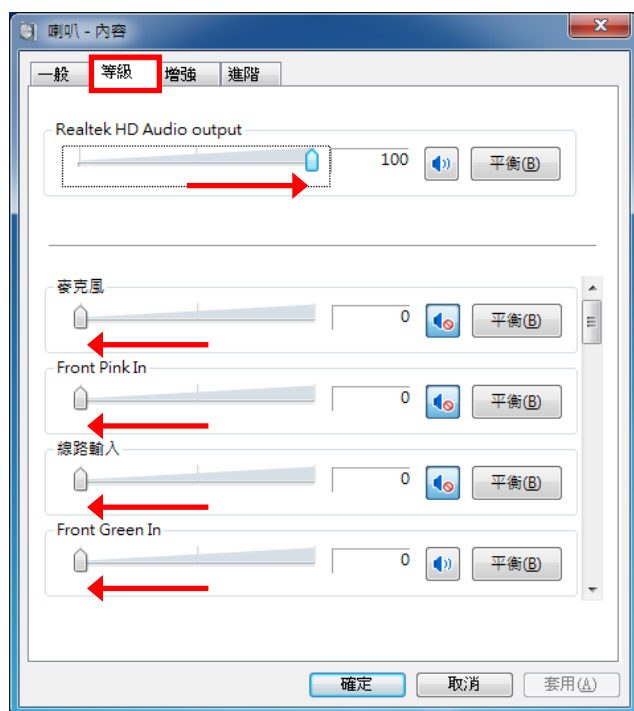 喇叭 - 內容
一般 等級 增強 進階
Realtek HD Audio output
100 平衡(B)
麥克風
0 平衡(B)
Front Pink In
0 平衡(B)
線路輸入
0 平衡(B)
Front Green In
0 平衡(B)
確定 取消 套用(A)